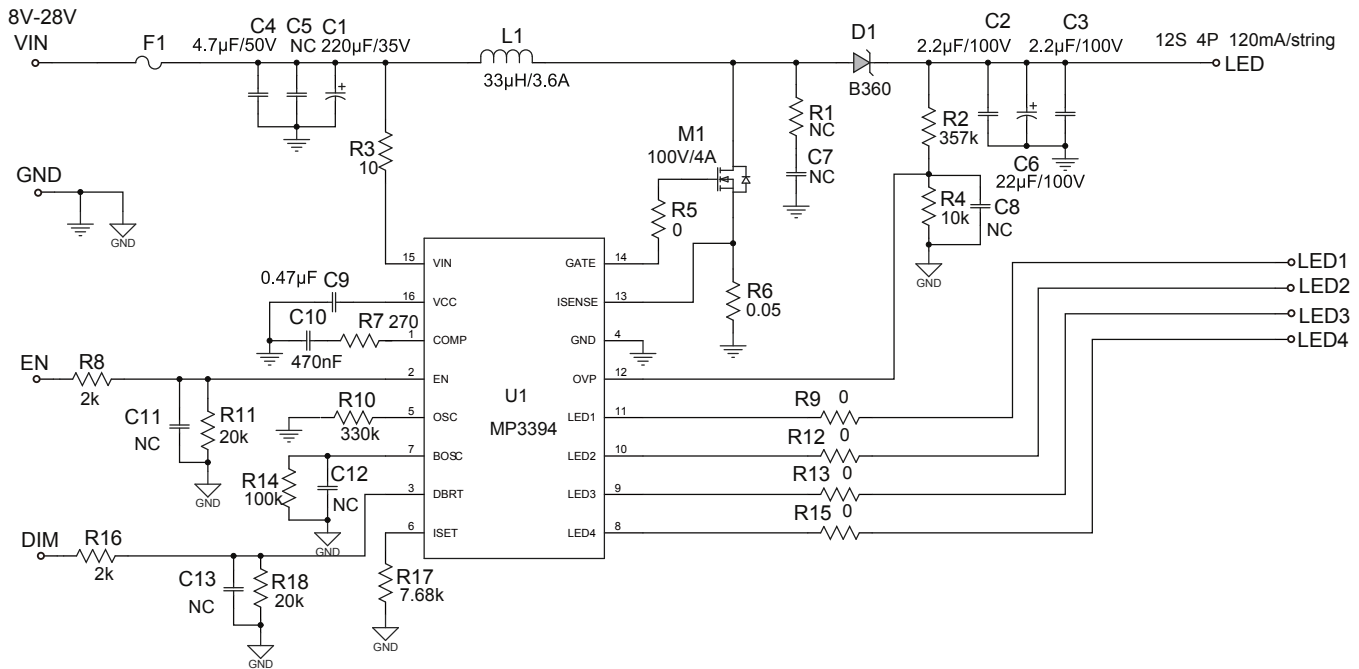 8V-28V
VIN
F1
C4
4.7µF/50V
C5
NC
C1
220µF/35V
+
L1
33µH/3.6A
D1
B360
C2
2.2µF/100V
C3
2.2µF/100V
12S 4P 120mA/string
LED
R3
10
M1
100V/4A
R1
NC
C7
NC
R2
357k
+
C6
22µF/100V
GND
GND
R5
0
R4
10k
C8
NC
GND
15
VIN
GATE
14
0.47µF
C9
16
VCC
ISENSE
13
R6
0.05
C10
470nF
R7
270
1
COMP
GND
4
EN
R8
2k
2
EN
OVP
12
C11
NC
R11
20k
GND
R10
330k
5
OSC
U1
MP3394
LED1
11
R9
0
LED1
LED2
LED3
LED4
R14
100k
C12
NC
GND
7
BOSC
LED2
10
R12
0
3
DBRT
LED3
9
R13
0
DIM
R16
2k
6
ISET
LED4
8
R15
0
C13
NC
R18
20k
GND
R17
7.68k
GND